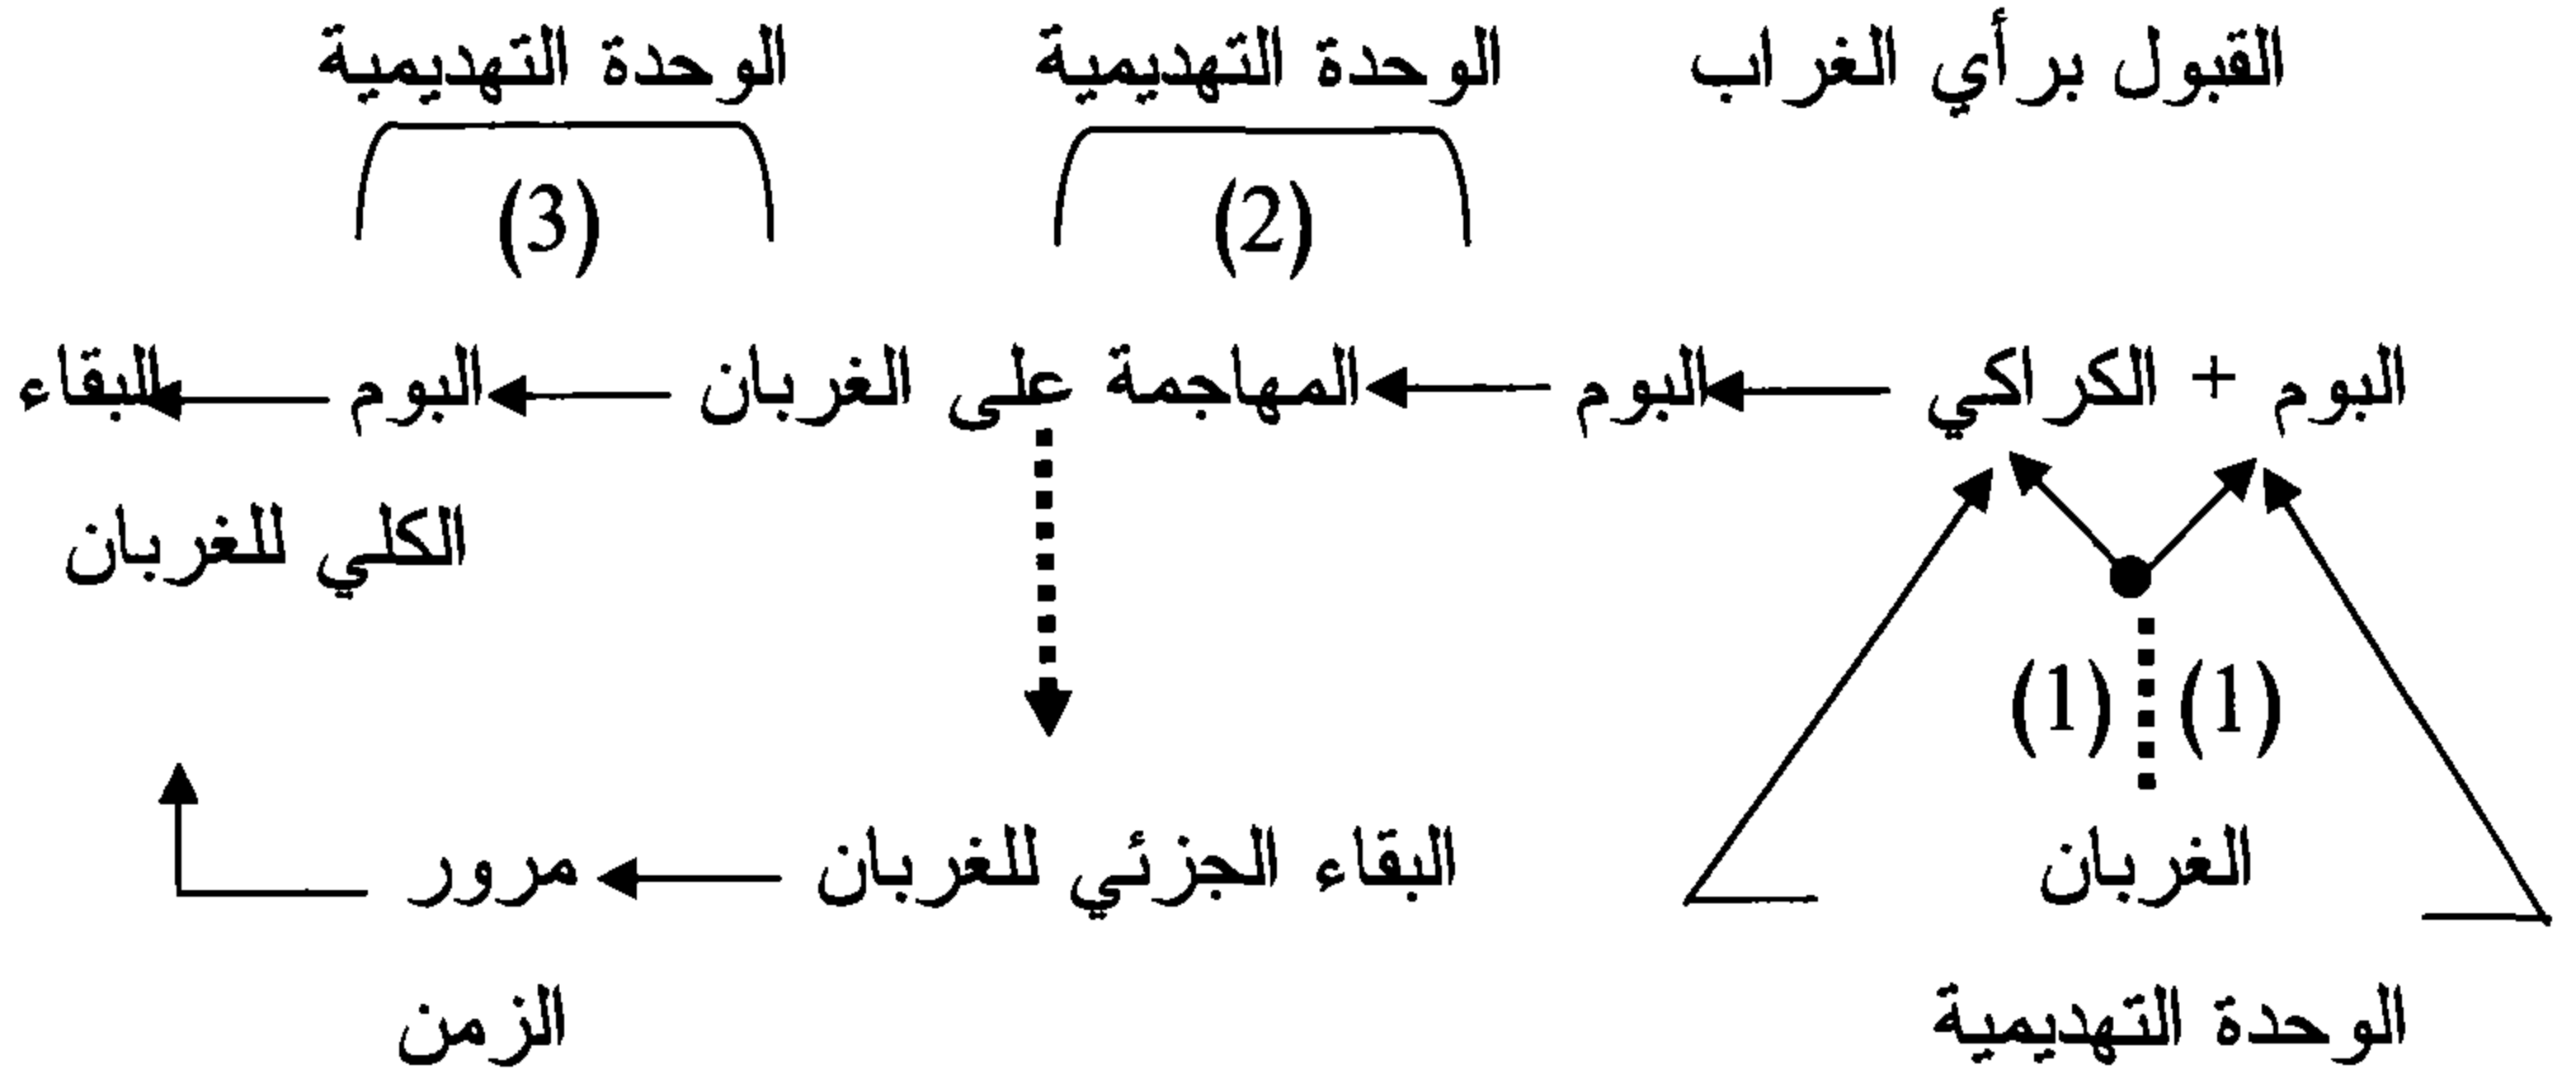 القبول برأي الغراب الوحدة التهديمية الوحدة التهديمية
(2) (3)
البوم + الكراكي البوم المهاجمة على الغربان البوم البقاء
الكلي للغربان
(1) (1)
الغربان البقاء الجزئي للغربان مرور
الوحدة التهديمية الزمن